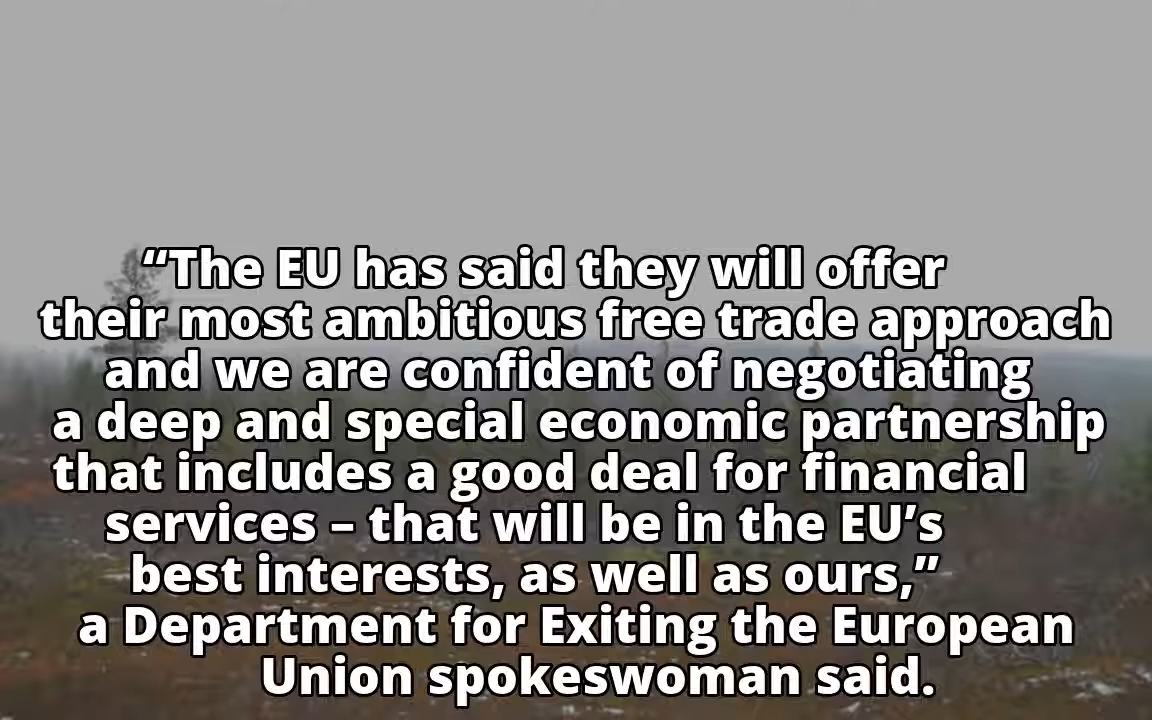 “The EU has said they will offer
their most ambitious free trade approach
and we are confident of negotiating
a deep and special economic partnership
that includes a good deal for financial
services – that will be in the EU’s
best interests, as well as ours,”
a Department for Exiting the European
Union spokeswoman said.